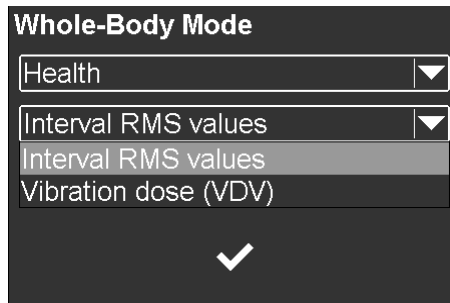 Whole-Body Mode
Health
Interval RMS values
Interval RMS values
Vibration dose (VDV)